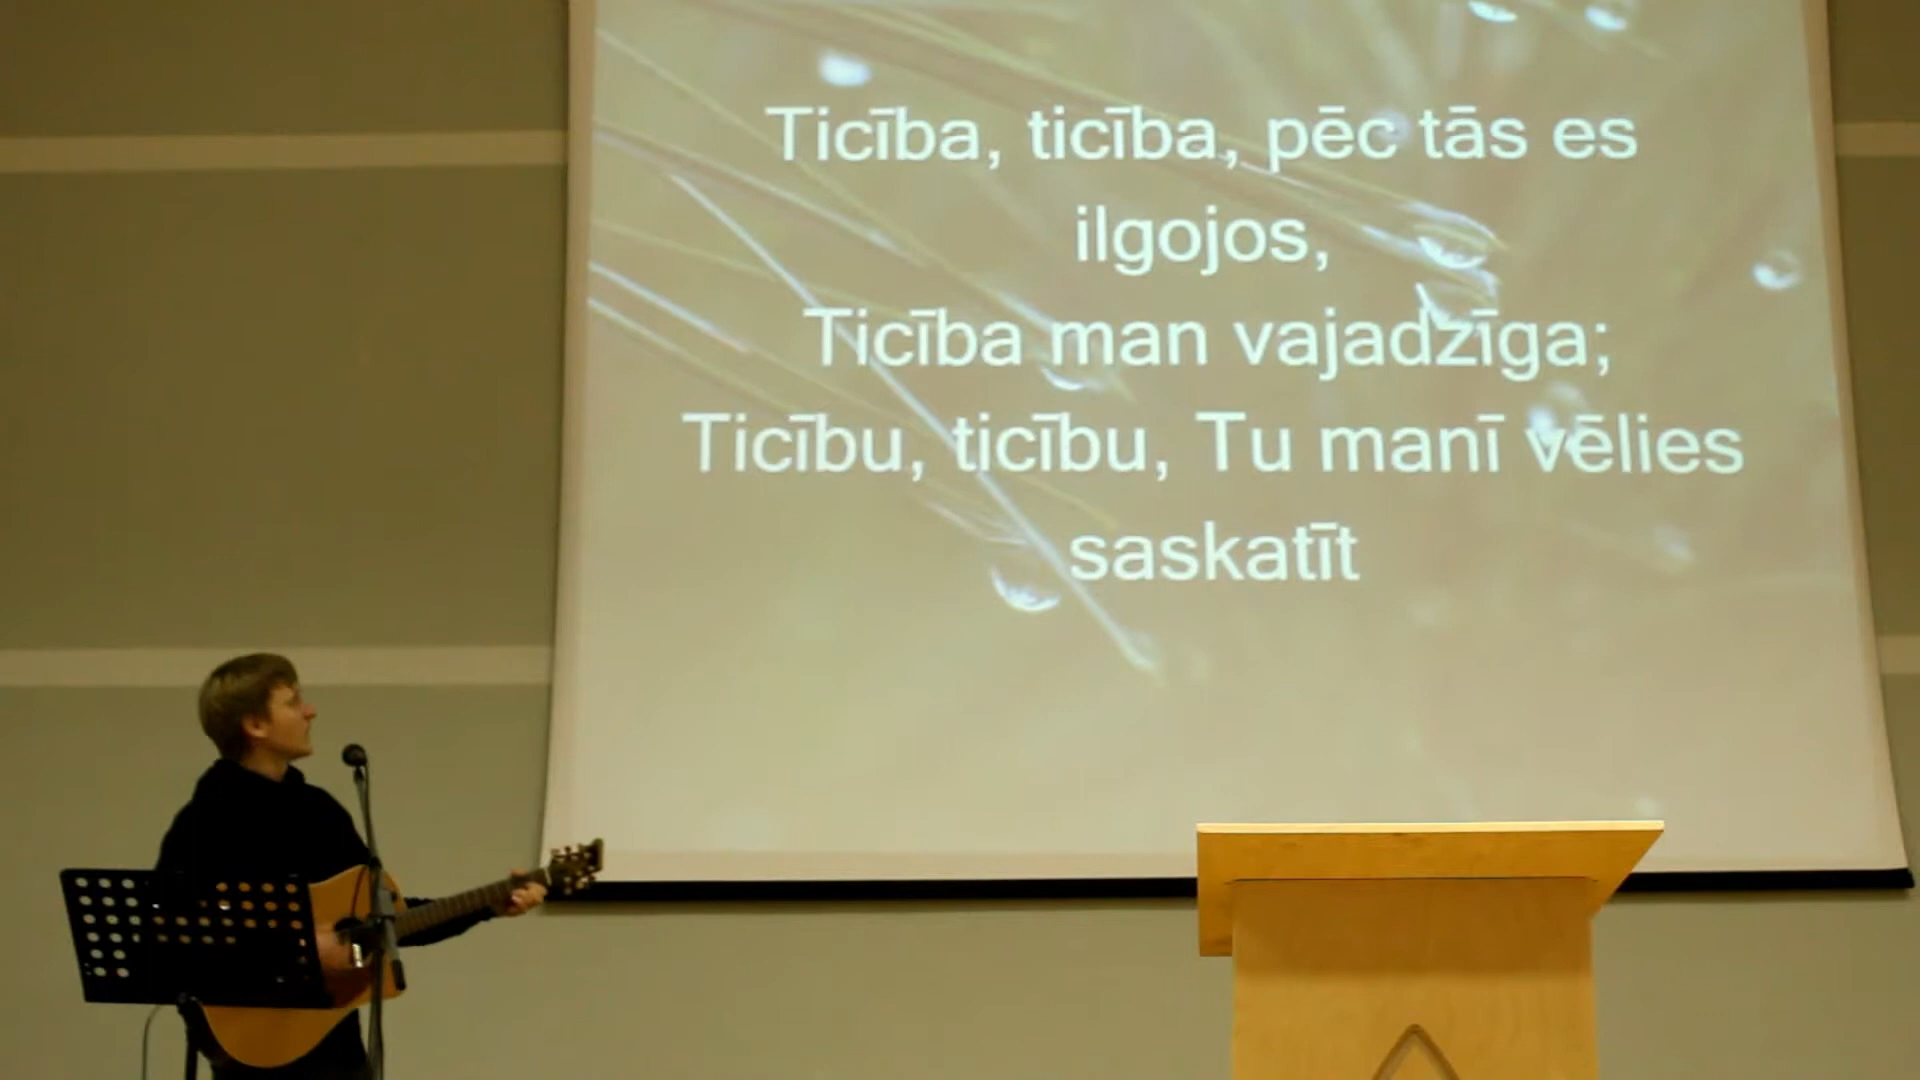 Ticība, ticība, pēc tās es
ilgojos,
Ticība man vajadzīga;
Ticību, ticību, Tu manī vēlies
saskatīt